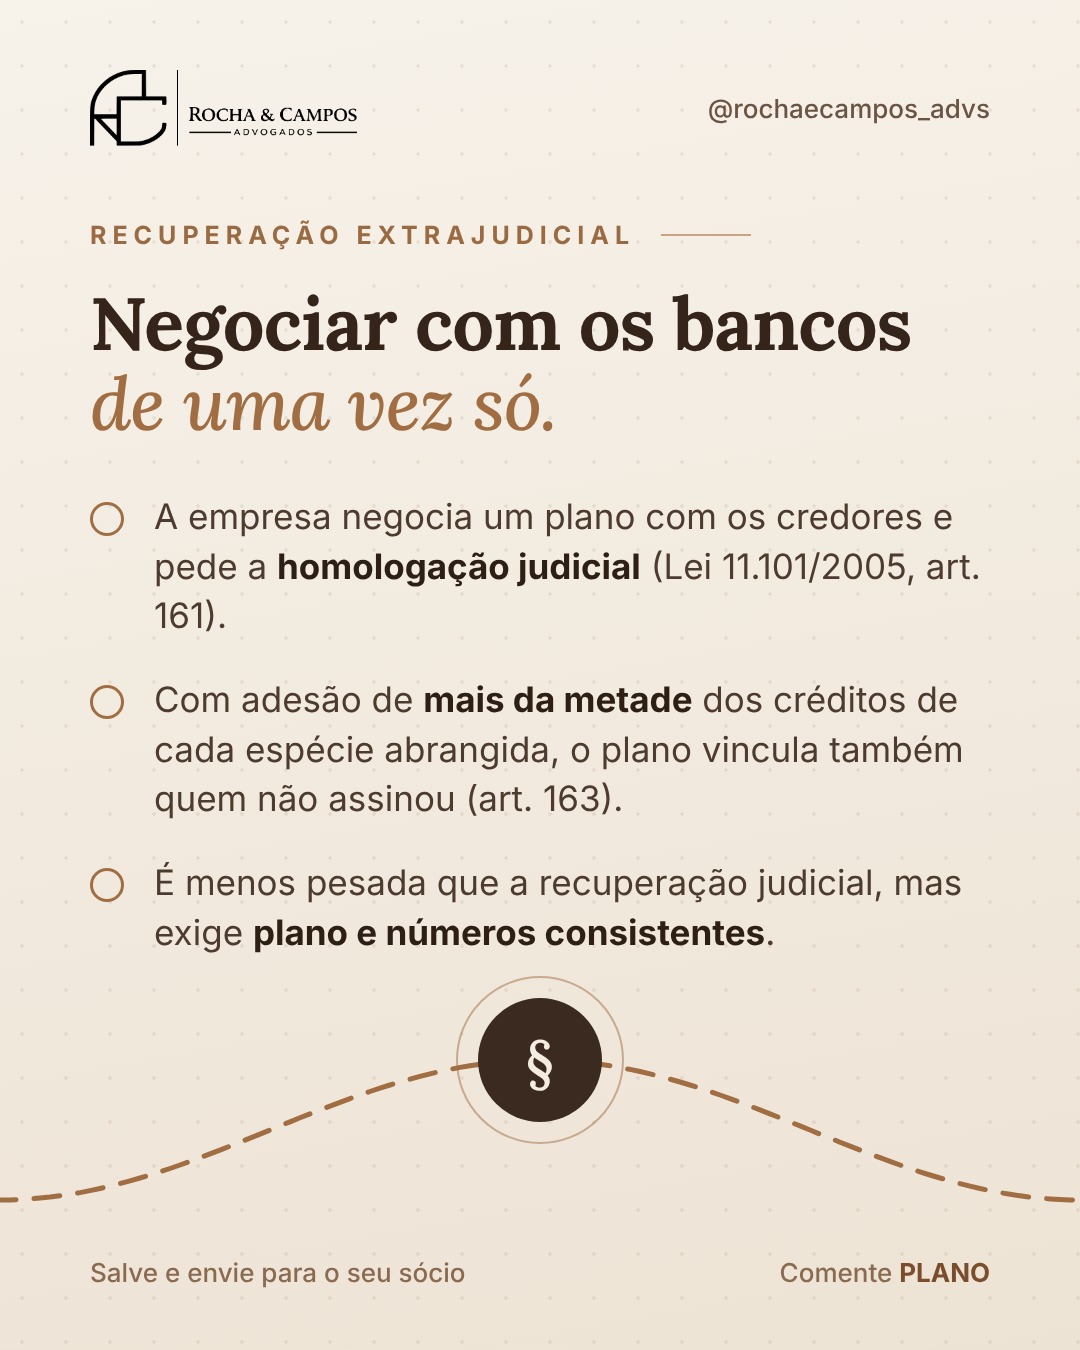 ROCHA & CAMPOS
ADVOGADOS
@rochaecampos_advs
RECUPERAÇÃO EXTRAJUDICIAL
Negociar com os bancos
de uma vez só.
A empresa negocia um plano com os credores e
pede a homologação judicial (Lei 11.101/2005, art.
161).
Com adesão de mais da metade dos créditos de
cada espécie abrangida, o plano vincula também
quem não assinou (art. 163).
É menos pesada que a recuperação judicial, mas
exige plano e números consistentes.
§
Salve e envie para o seu sócio
Comente PLANO